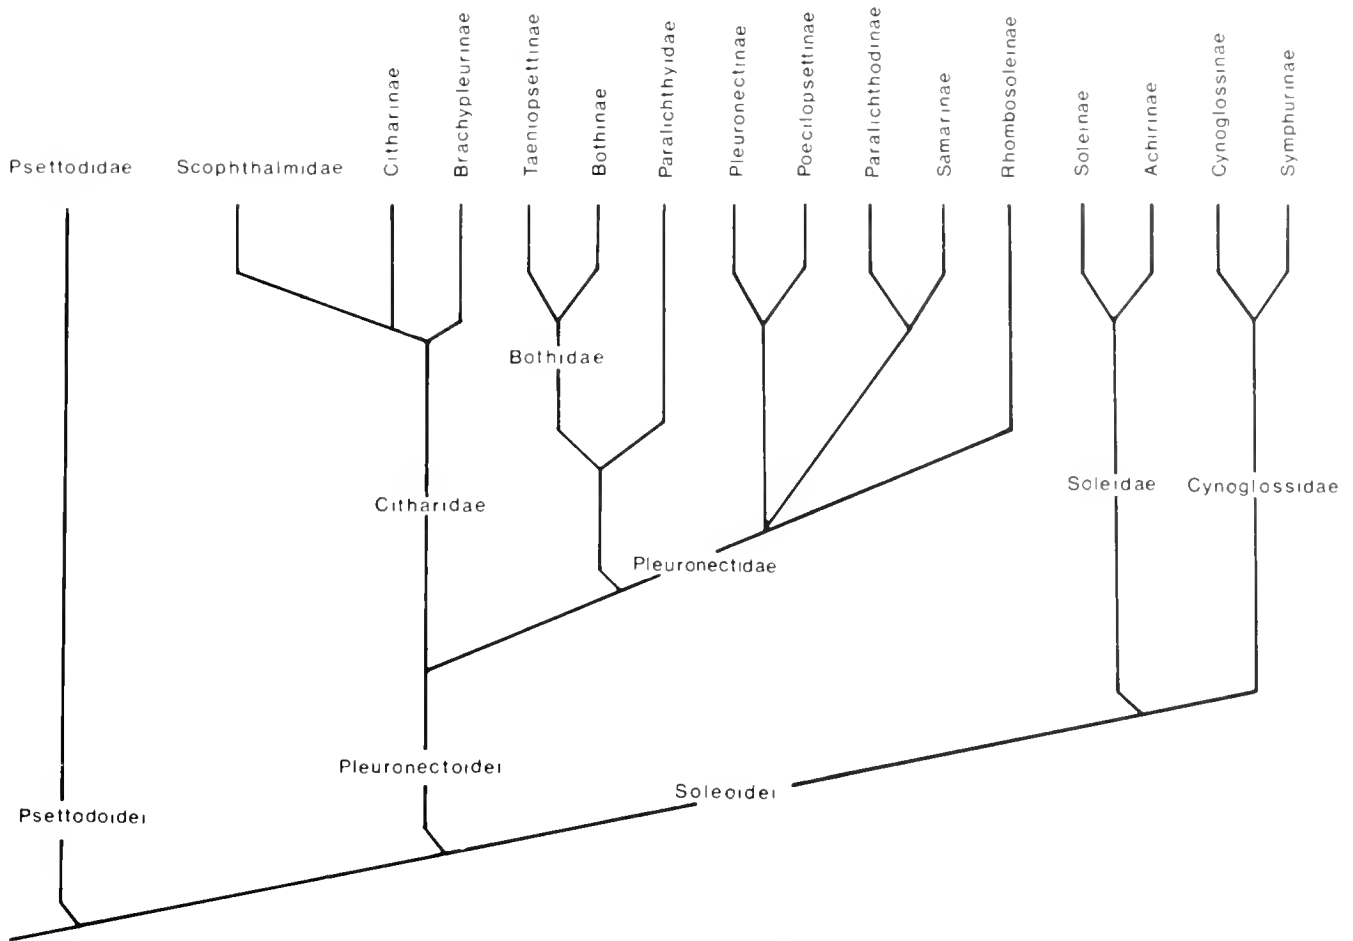 Psettodidae
Scophthalmidae
Citharinae
Brachypleurinae
Taeniopsettinae
Bothinae
Paralichthyidae
Pleuronectinae
Poecilopsettinae
Paralichthodinae
Samarinae
Rhombosoleinae
Soleinae
Achirinae
Cynoglossinae
Symphurinae
Bothidae
Citharidae
Soleidae
Cynoglossidae
Pleuronectidae
Pleuronectoidei
Soleoidei
Psettodoidei